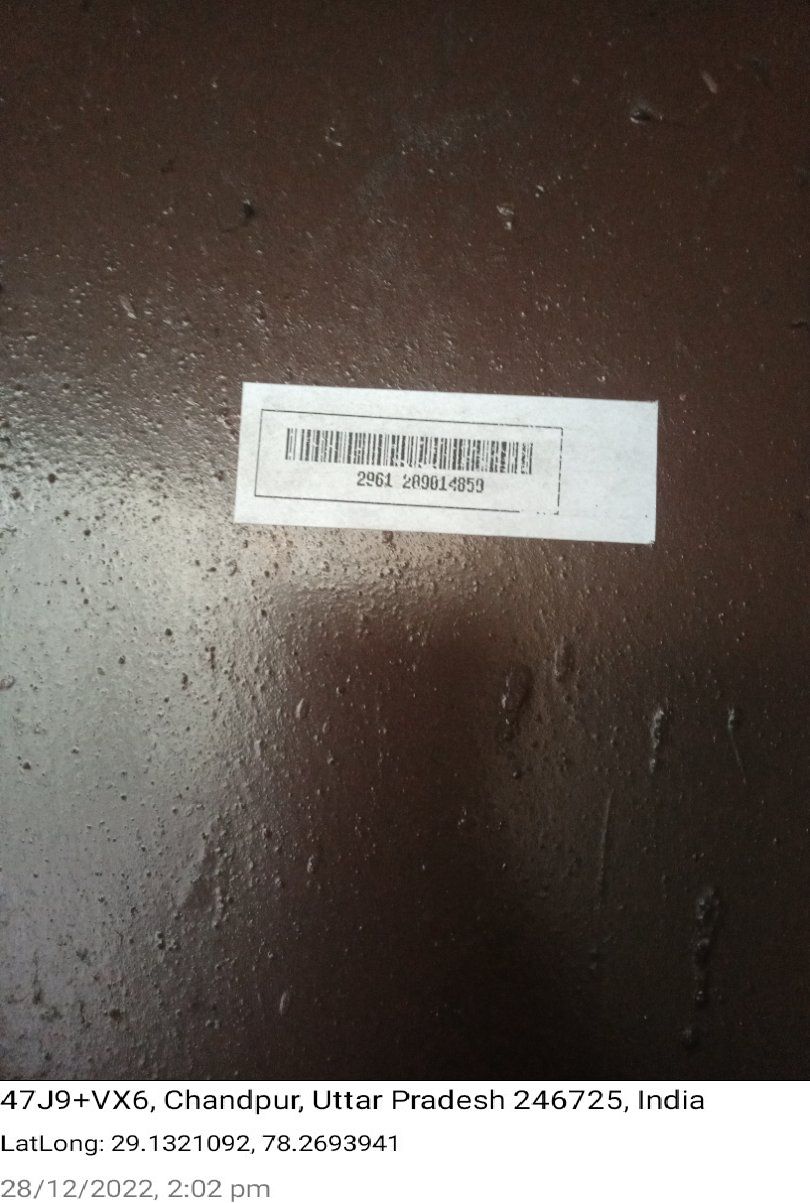 2961 289014859
47J9+VX6, Chandpur, Uttar Pradesh 246725, India
LatLong: 29.1321092, 78.2693941
28/12/2022, 2:02 pm